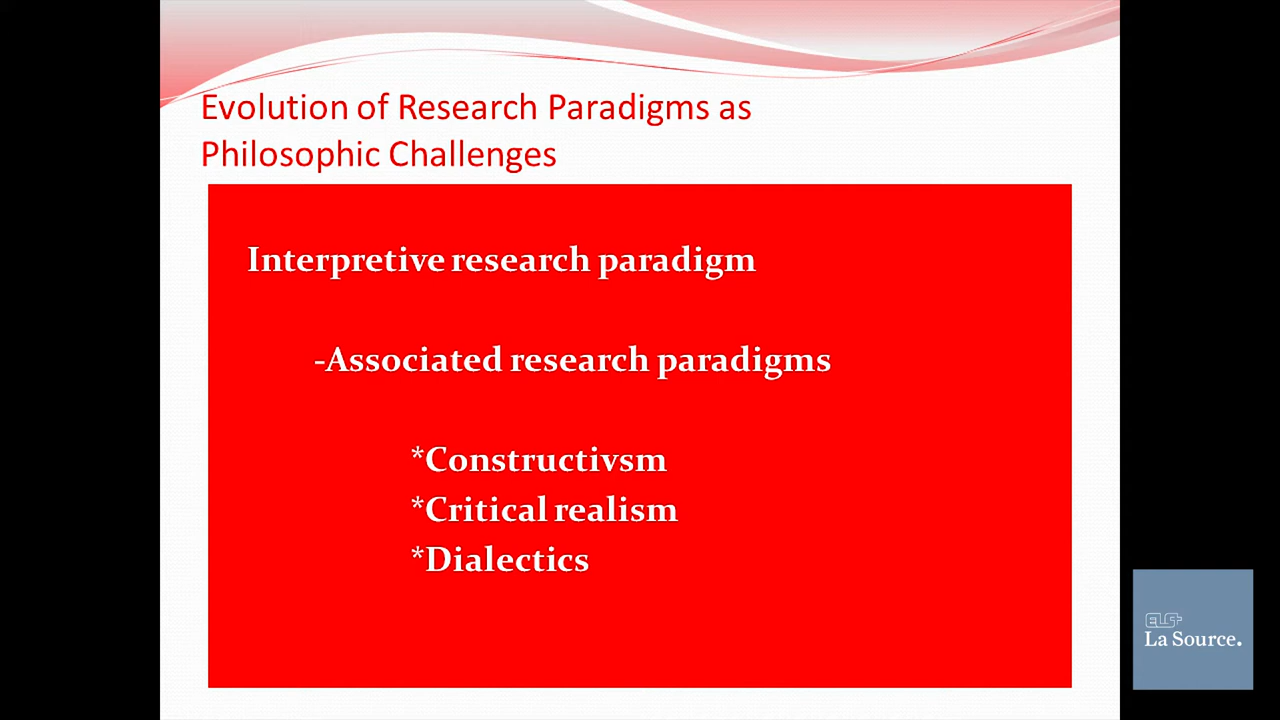 Evolution of Research Paradigms as
Philosophic Challenges
Interpretive research paradigm
-Associated research paradigms
*Constructivsm
*Critical realism
*Dialectics
ELS+
La Source.